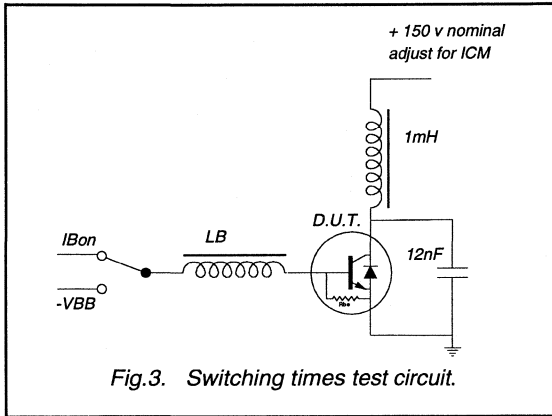 + 150 v nominal
adjust for ICM
1mH
D.U.T.
LB
IBon
12nF
-VBB
Rbe
Fig.3. Switching times test circuit.